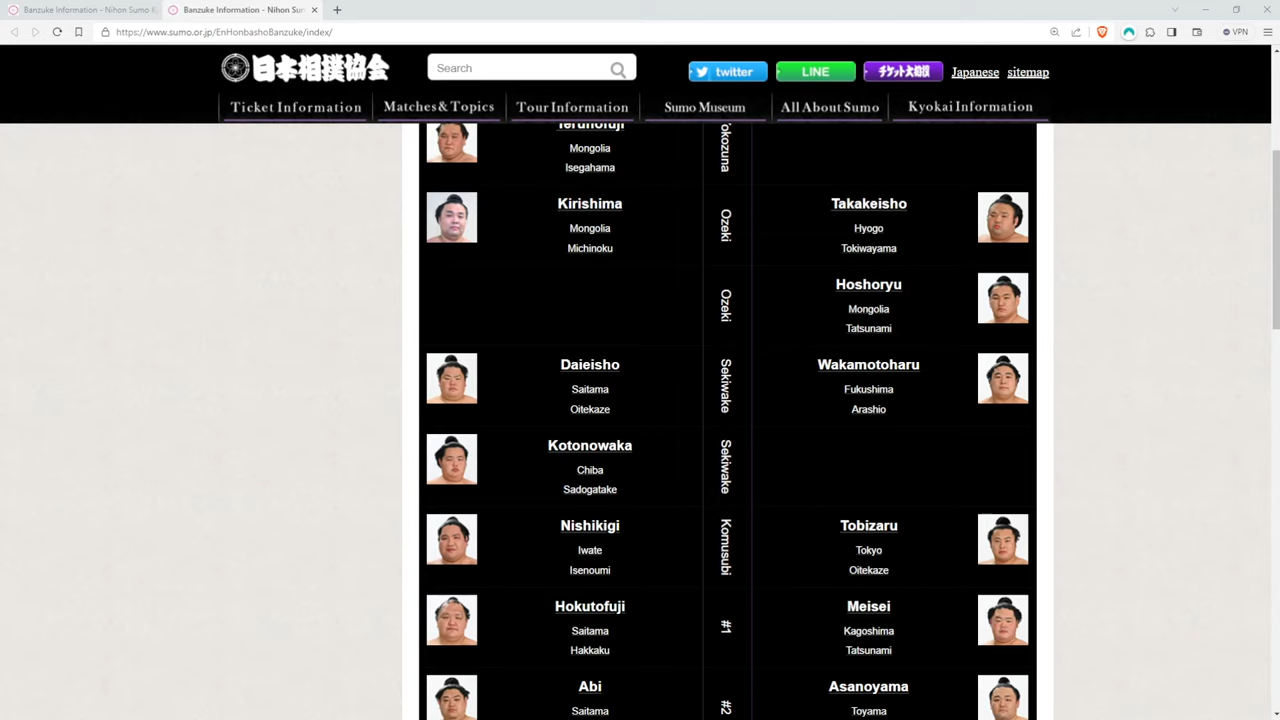 Banzuke Information - Nihon Sumo K
Banzuke Information - Nihon Sun
https://www.sumo.or.jp/EnHonbashoBanzuke/index/
VPN
日本相撲協会
Search
twitter
LINE
チケット大相撲
Japanese
sitemap
Ticket Information
Matches & Topics
Tour Information
Sumo Museum
All About Sumo
Kyokai Information
Terunofuji
Mongolia
Isegahama
Yokozuna
Kirishima
Mongolia
Michinoku
Ozeki
Takakeisho
Hyogo
Tokiwayama
Ozeki
Hoshoryu
Mongolia
Tatsunami
Daieisho
Saitama
Oitekaze
Sekiwake
Wakamotoharu
Fukushima
Arashio
Kotonowaka
Chiba
Sadogatake
Sekiwake
Nishikigi
Iwate
Isenoumi
Komusubi
Tobizaru
Tokyo
Oitekaze
Hokutofuji
Saitama
Hakkaku
#1
Meisei
Kagoshima
Tatsunami
Abi
Saitama
#2
Asanoyama
Toyama